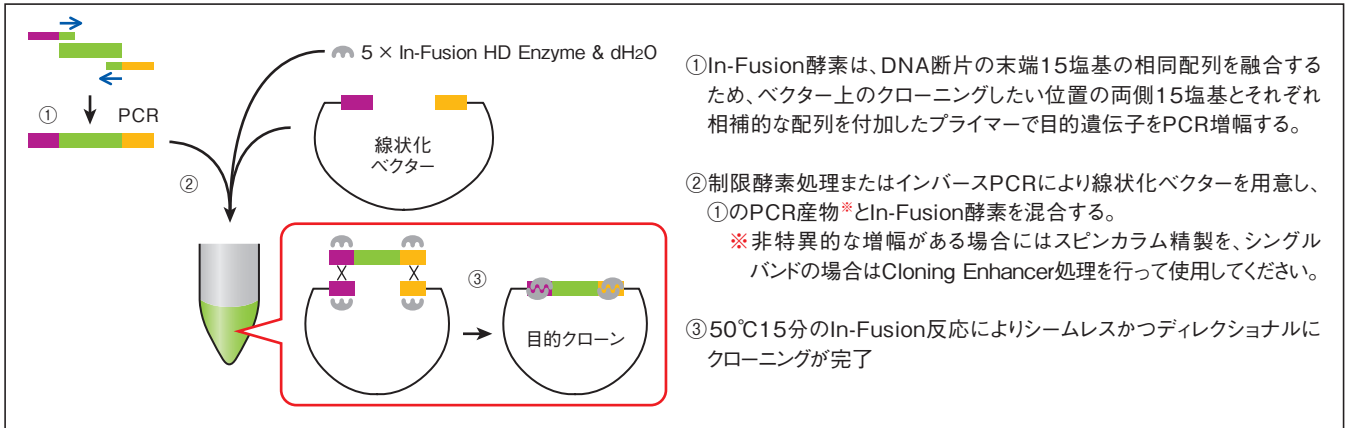 ① PCR
②
5 × In-Fusion HD Enzyme & dH2O
線状化
ベクター
③
目的クローン
①In-Fusion酵素は、DNA断片の末端15塩基の相同配列を融合する
ため、ベクター上のクローニングしたい位置の両側15塩基とそれぞれ
相補的な配列を付加したプライマーで目的遺伝子をPCR増幅する。
②制限酵素処理またはインバースPCRにより線状化ベクターを用意し、
①のPCR産物※とIn-Fusion酵素を混合する。
※非特異的な増幅がある場合にはスピンカラム精製を、シングル
バンドの場合はCloning Enhancer処理を行って使用してください。
③50℃15分のIn-Fusion反応によりシームレスかつディレクショナルに
クローニングが完了